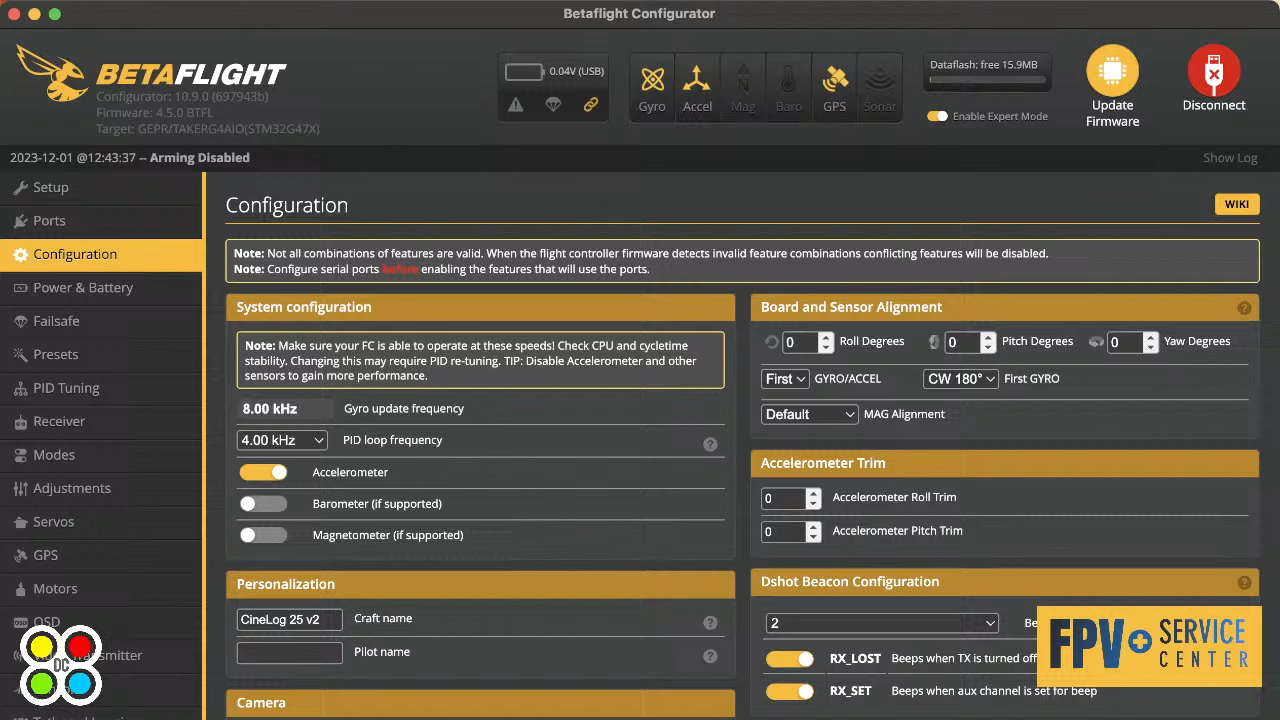 Betaflight Configurator
BETAFLIGHT
Configurator: 10.9.0 (697943b)
Firmware: 4.5.0 BTFL
Target: GEPR/TAKERG4AIO(STM32G47X)
0.04V (USB)
Gyro
Accel
Mag
Baro
GPS
Sonar
Dataflash: free 15.9MB
Enable Expert Mode
Update
Firmware
Disconnect
2023-12-01 @12:43:37 -- Arming Disabled
Show Log
Setup
Ports
Configuration
Power & Battery
Failsafe
Presets
PID Tuning
Receiver
Modes
Adjustments
Servos
GPS
Motors
OSD
DC
Configuration
WIKI
Note: Not all combinations of features are valid. When the flight controller firmware detects invalid feature combinations conflicting features will be disabled.
Note: Configure serial ports before enabling the features that will use the ports.
System configuration
Note: Make sure your FC is able to operate at these speeds! Check CPU and cycletime
stability. Changing this may require PID re-tuning. TIP: Disable Accelerometer and other
sensors to gain more performance.
8.00 kHz Gyro update frequency
4.00 kHz PID loop frequency
Accelerometer
Barometer (if supported)
Magnetometer (if supported)
Personalization
CineLog 25 v2 Craft name
Pilot name
Camera
Board and Sensor Alignment
0 Roll Degrees 0 Pitch Degrees 0 Yaw Degrees
First GYRO/ACCEL CW 180° First GYRO
Default MAG Alignment
Accelerometer Trim
0 Accelerometer Roll Trim
0 Accelerometer Pitch Trim
Dshot Beacon Configuration
2
RX_LOST Beeps when TX is turned off
RX_SET Beeps when aux channel is set for beep
FPV+ SERVICE
CENTER